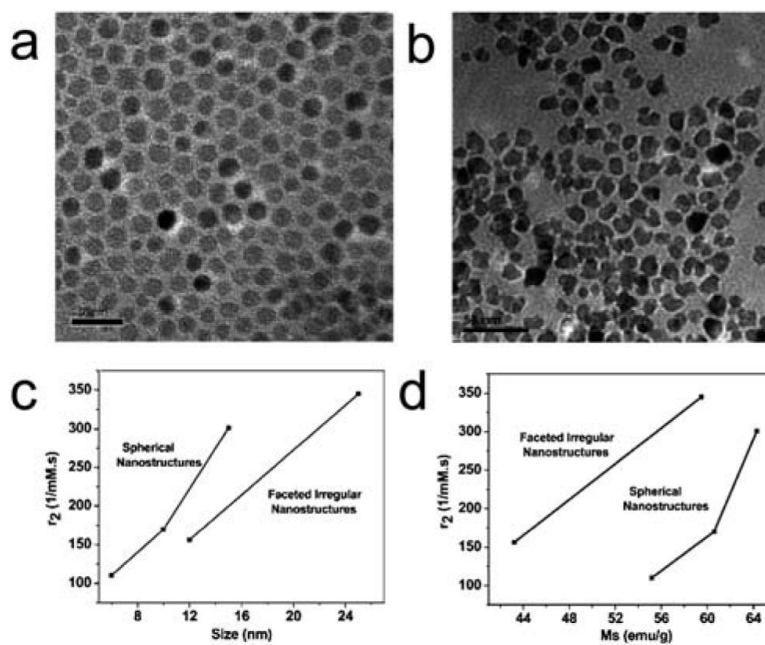 a
b
c
350
300
250
200
150
100
r2 (1/mM.s)
Spherical
Nanostructures
Faceted Irregular
Nanostructures
8
12
16
20
24
Size (nm)
d
350
300
250
200
150
100
r2 (1/mM.s)
Faceted Irregular
Nanostructures
Spherical
Nanostructures
44
48
52
56
60
64
Ms (emu/g)